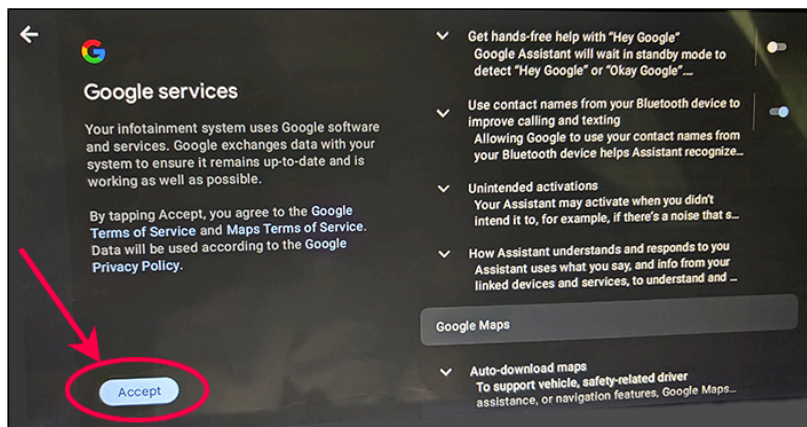 Google services
Your infotainment system uses Google software
and services. Google exchanges data with your
system to ensure it remains up-to-date and is
working as well as possible.
By tapping Accept, you agree to the Google
Terms of Service and Maps Terms of Service.
Data will be used according to the Google
Privacy Policy.
Accept
Get hands-free help with "Hey Google"
Google Assistant will wait in standby mode to
detect "Hey Google" or "Okay Google"....
Use contact names from your Bluetooth device to
improve calling and texting
Allowing Google to use your contact names from
your Bluetooth device helps Assistant recognize...
Unintended activations
Your Assistant may activate when you didn't
intend it to, for example, if there's a noise that s...
How Assistant understands and responds to you
Assistant uses what you say, and info from your
linked devices and services, to understand and ...
Google Maps
Auto-download maps
To support vehicle, safety-related driver
assistance, or navigation features, Google Maps...